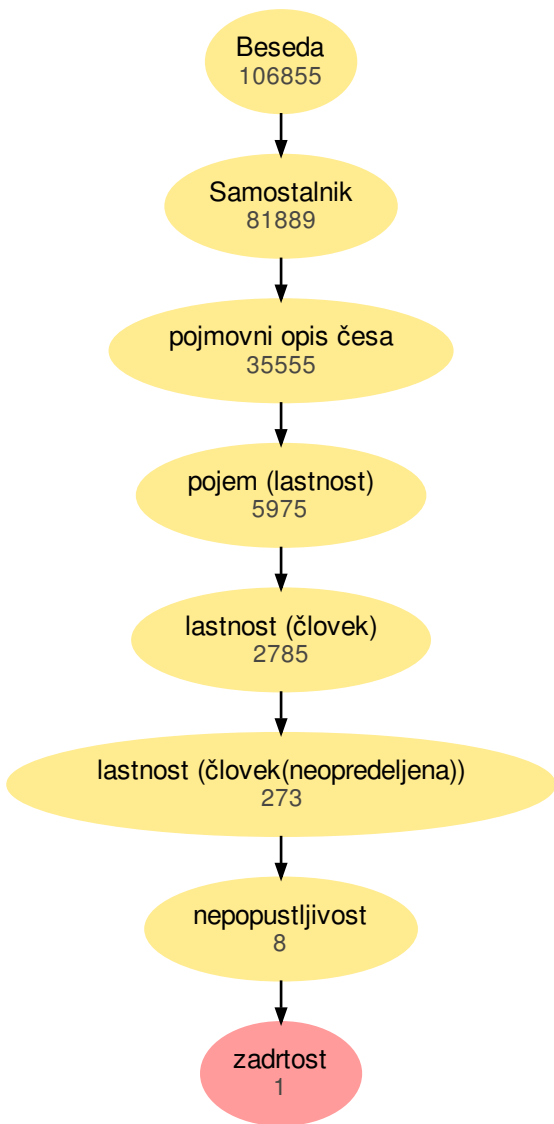 Beseda
106855
Samostalnik
81889
pojmovni opis česa
35555
pojem (lastnost)
5975
lastnost (človek)
2785
lastnost (človek(neopredeljena))
273
nepopustljivost
8
zadrtost
1